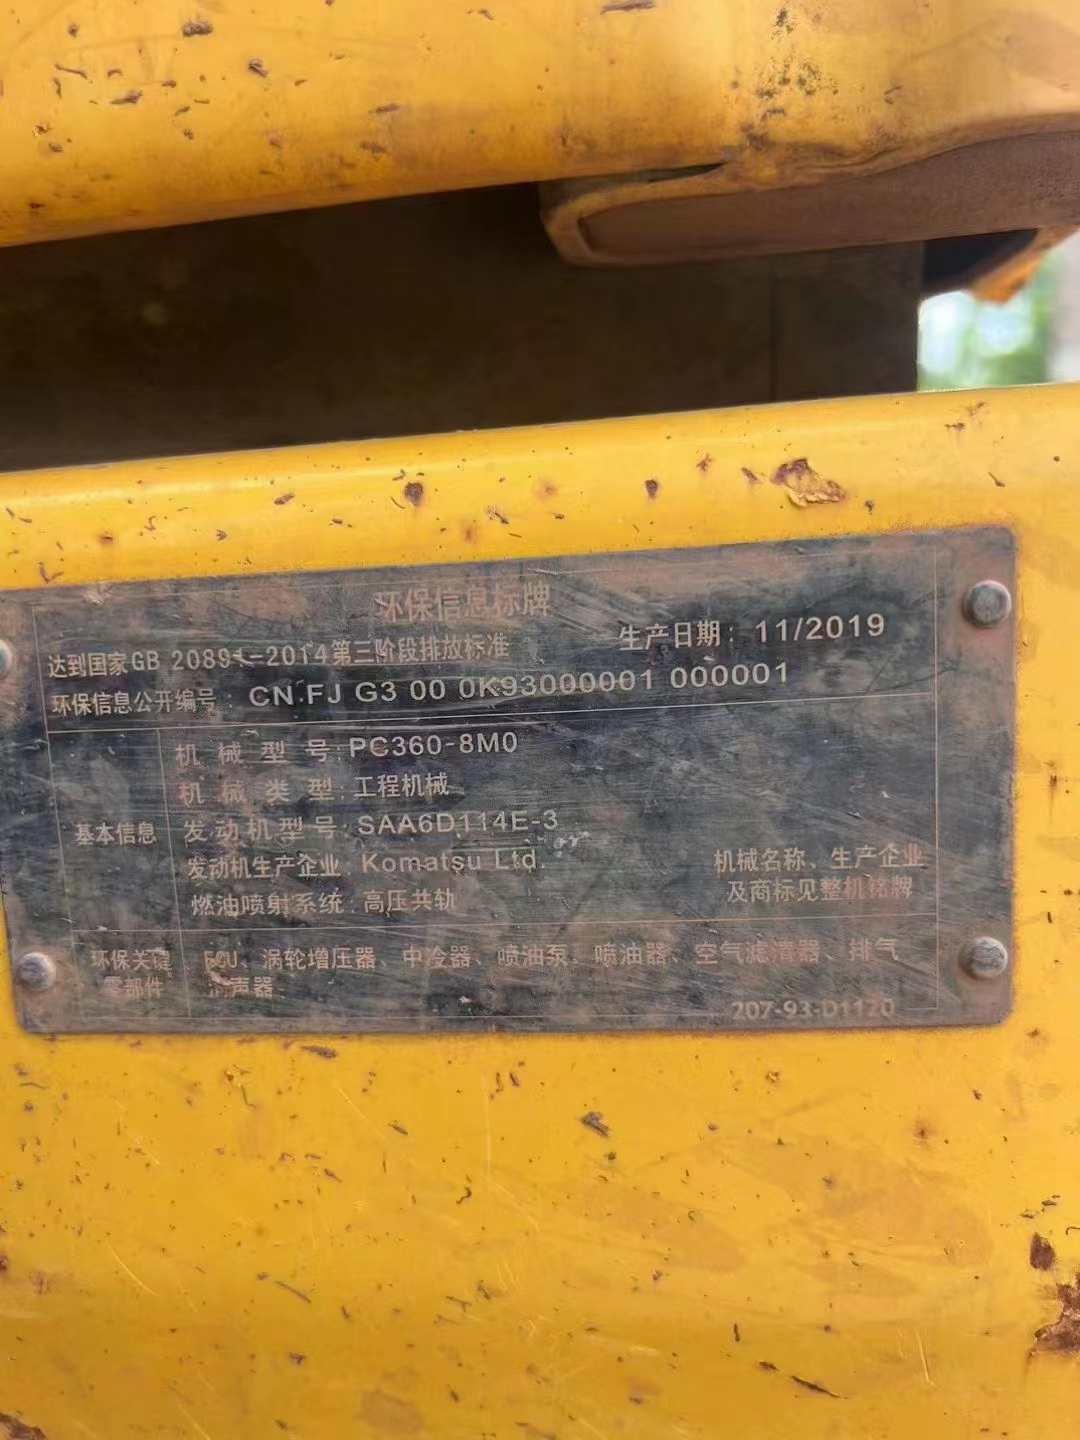 环保信息标牌
达到国家GB 20891-2014第三阶段排放标准
生产日期：11/2019
环保信息公开编号：CN FJ G3 00 0K93000001 000001
基本信息
机械型号：PC360-8M0
机械类型：工程机械
发动机型号：SAA6D114E-3
发动机生产企业：Komatsu Ltd.
燃油喷射系统：高压共轨
机械名称、生产企业
及商标见整机铭牌
环保关键
零部件
ECU、涡轮增压器、中冷器、喷油泵、喷油器、空气滤清器、排气
消声器
207-93-D1120